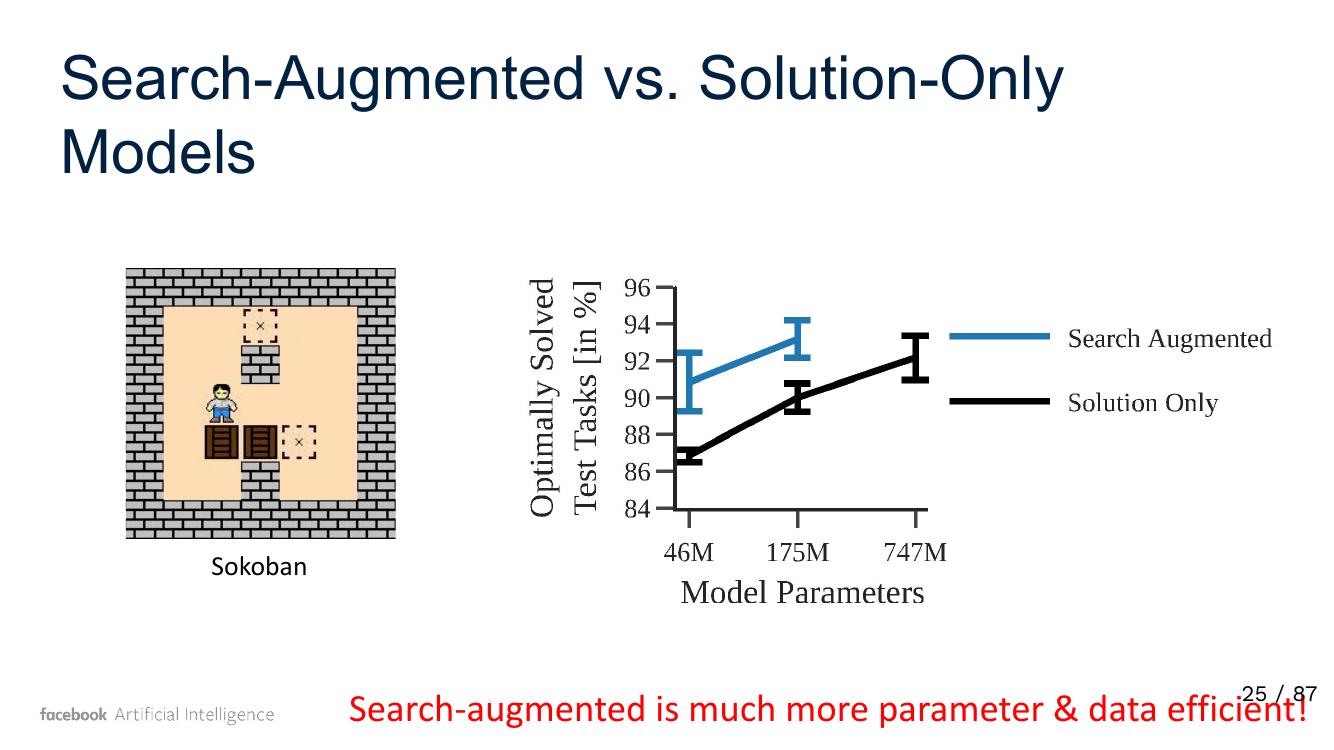 Search-Augmented vs. Solution-Only
Models
Sokoban
Optimally Solved
Test Tasks [in %]
96
94
92
90
88
86
84
46M 175M 747M
Model Parameters
Search Augmented
Solution Only
25 / 87
facebook Artificial Intelligence
Search-augmented is much more parameter & data efficient!